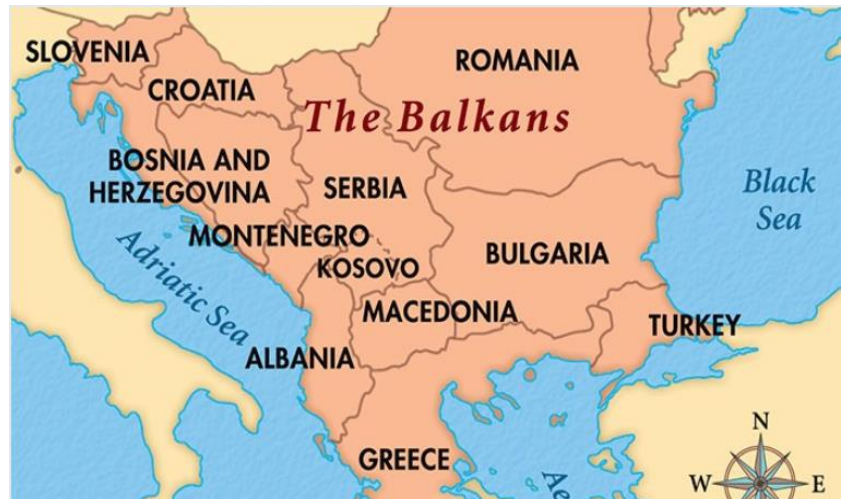 SLOVENIA
ROMANIA
CROATIA
The Balkans
BOSNIA AND
HERZEGOVINA
SERBIA
Black
Sea
MONTENEGRO
Adriatic Sea
KOSOVO
BULGARIA
MACEDONIA
TURKEY
ALBANIA
GREECE
N
W
E